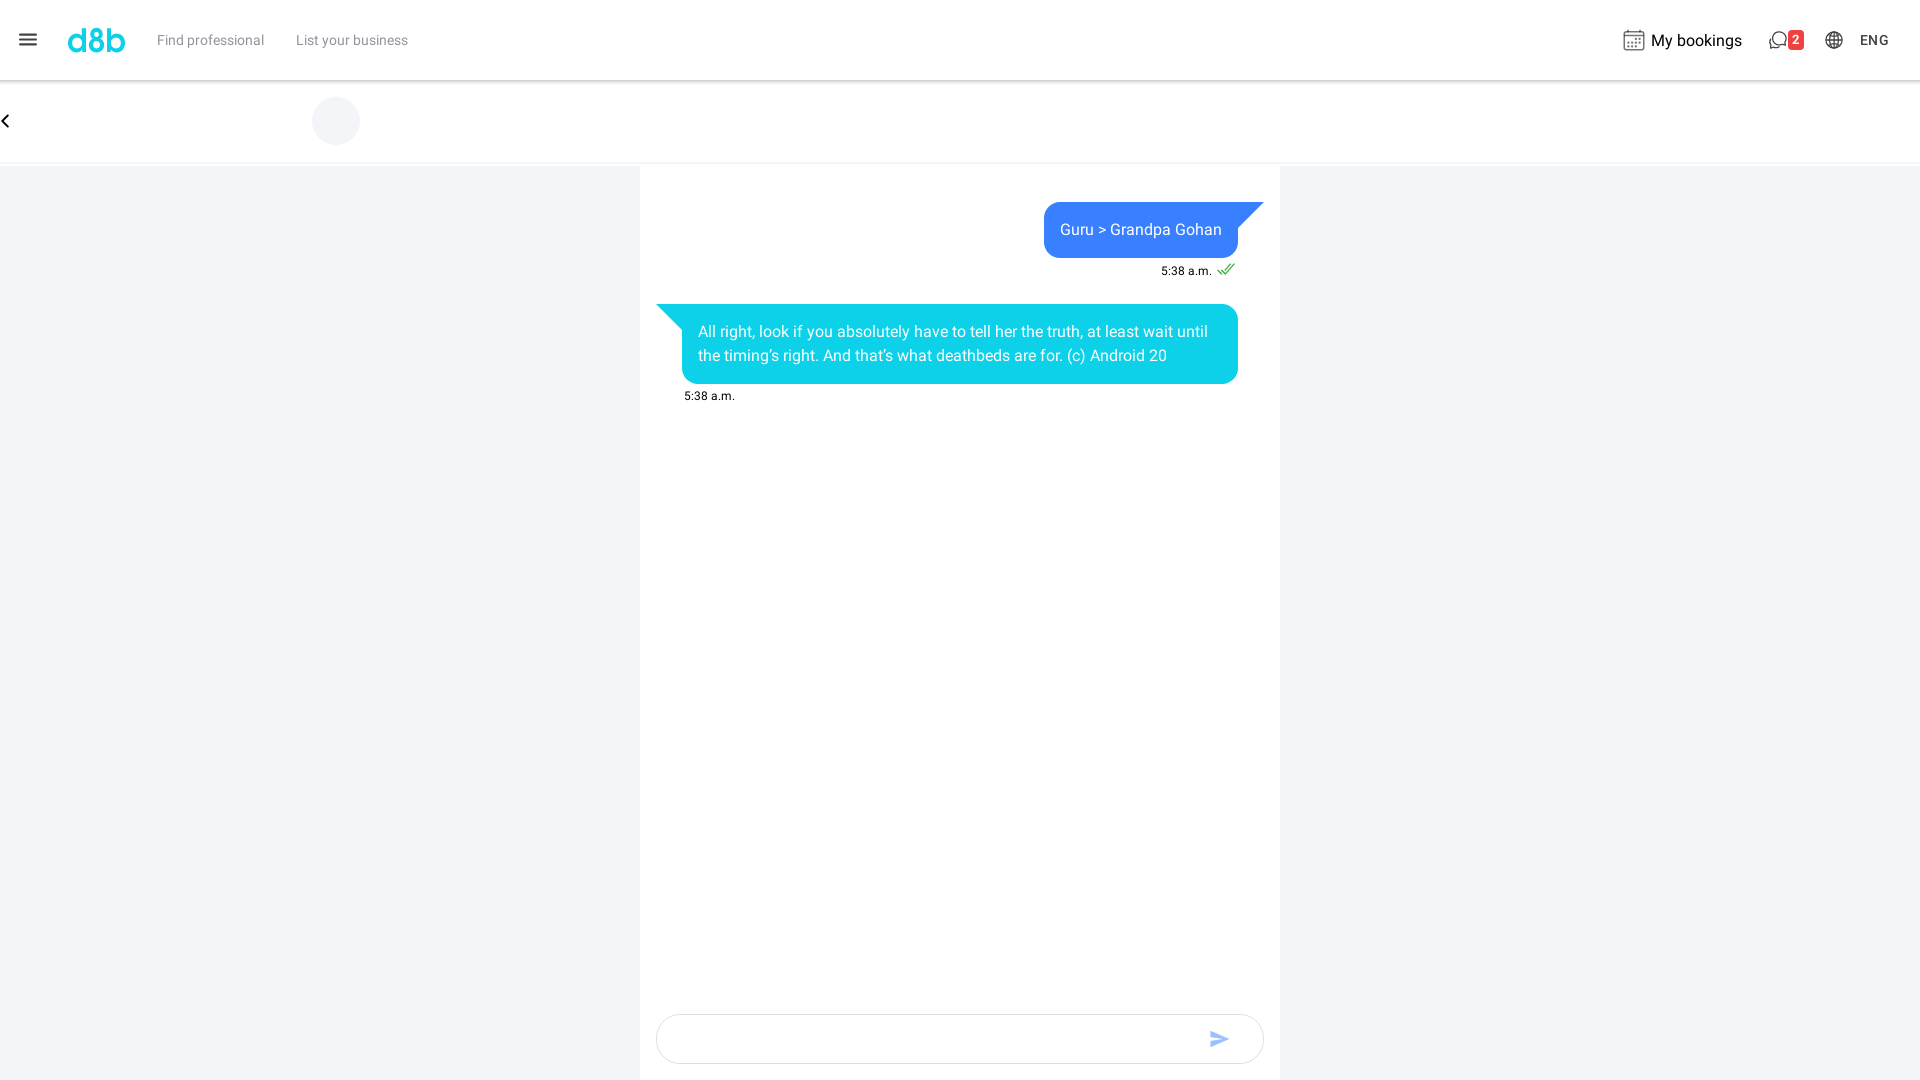 d8b
Find professional
List your business
My bookings
2
ENG
Guru > Grandpa Gohan
5:38 a.m.
All right, look if you absolutely have to tell her the truth, at least wait until
the timing’s right. And that’s what deathbeds are for. (c) Android 20
5:38 a.m.